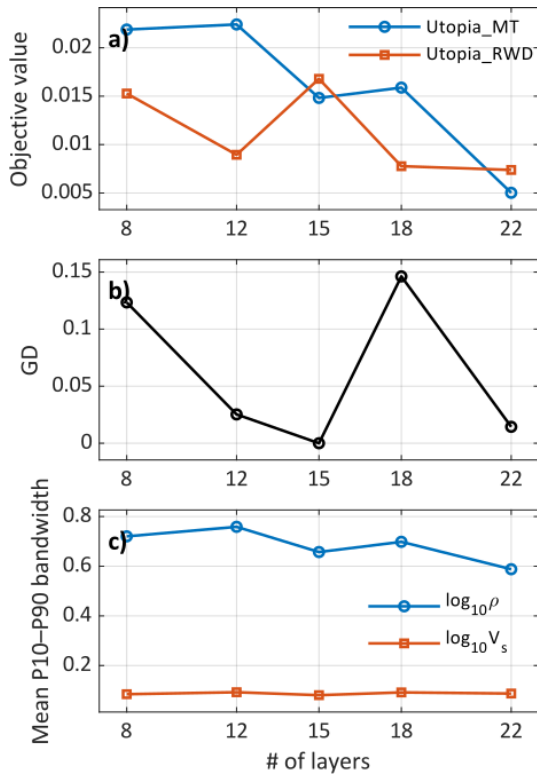 a)
Utopia_MT
Utopia_RWD
Objective value
0.02
0.015
0.01
0.005
8 12 15 18 22
b)
GD
0.15
0.1
0.05
0
8 12 15 18 22
c)
Mean P10–P90 bandwidth
0.8
0.6
0.4
0.2
log₁₀ρ
log₁₀Vₛ
8 12 15 18 22
# of layers